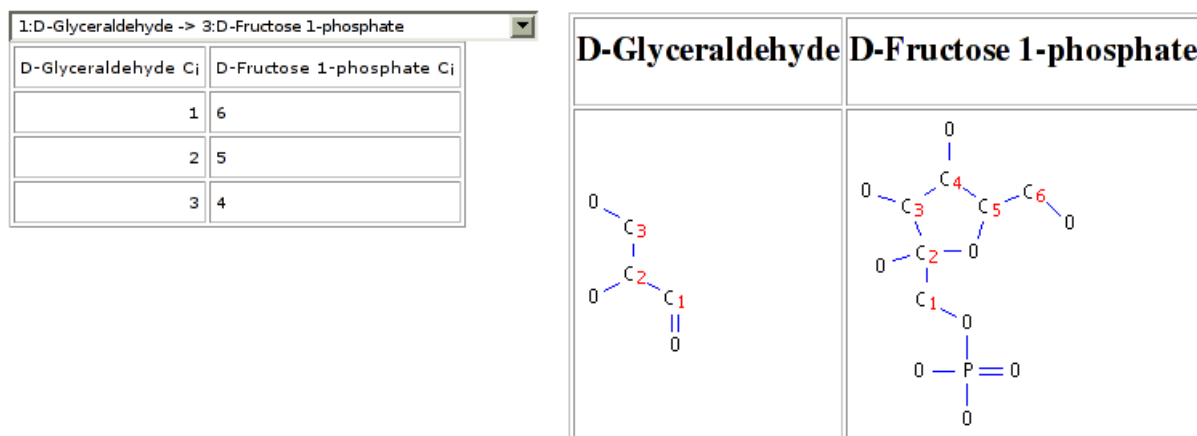 1:D-Glyceraldehyde -> 3:D-Fructose 1-phosphate
D-Glyceraldehyde Ci D-Fructose 1-phosphate Ci
1 6
2 5
3 4
D-Glyceraldehyde D-Fructose 1-phosphate
O
C3
C2
O
C1
O
O
C4
C6
O
C3
C5
O
C2
O
O
C1
O
O P O
O